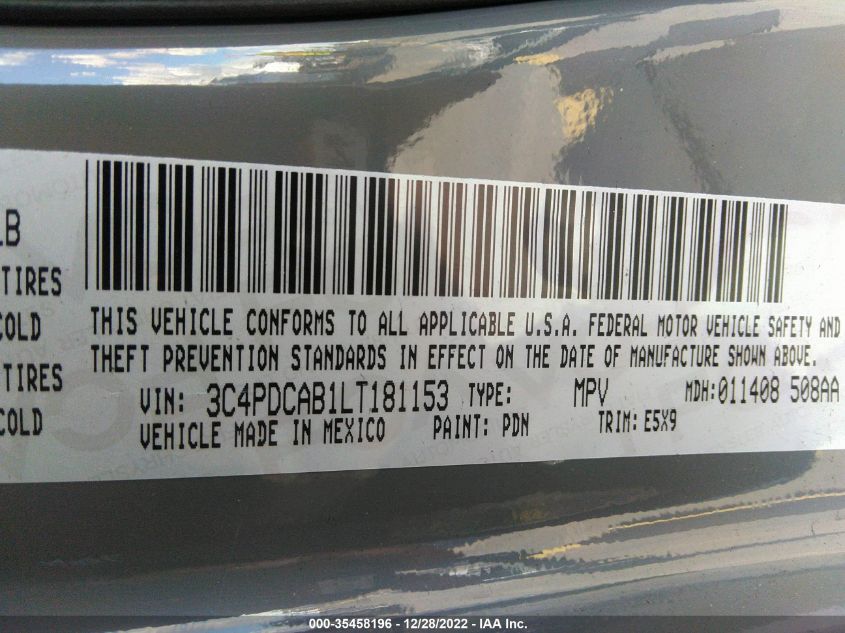 LB
TIRES
COLD
TIRES
COLD
THIS VEHICLE CONFORMS TO ALL APPLICABLE U.S.A. FEDERAL MOTOR VEHICLE SAFETY AND
THEFT PREVENTION STANDARDS IN EFFECT ON THE DATE OF MANUFACTURE SHOWN ABOVE.
VIN: 3C4PDCAB1LT181153 TYPE: MPV MDH:011408 508AA
VEHICLE MADE IN MEXICO PAINT: PDN TRIM: E5X9
000-35458196 - 12/28/2022 - IAA Inc.